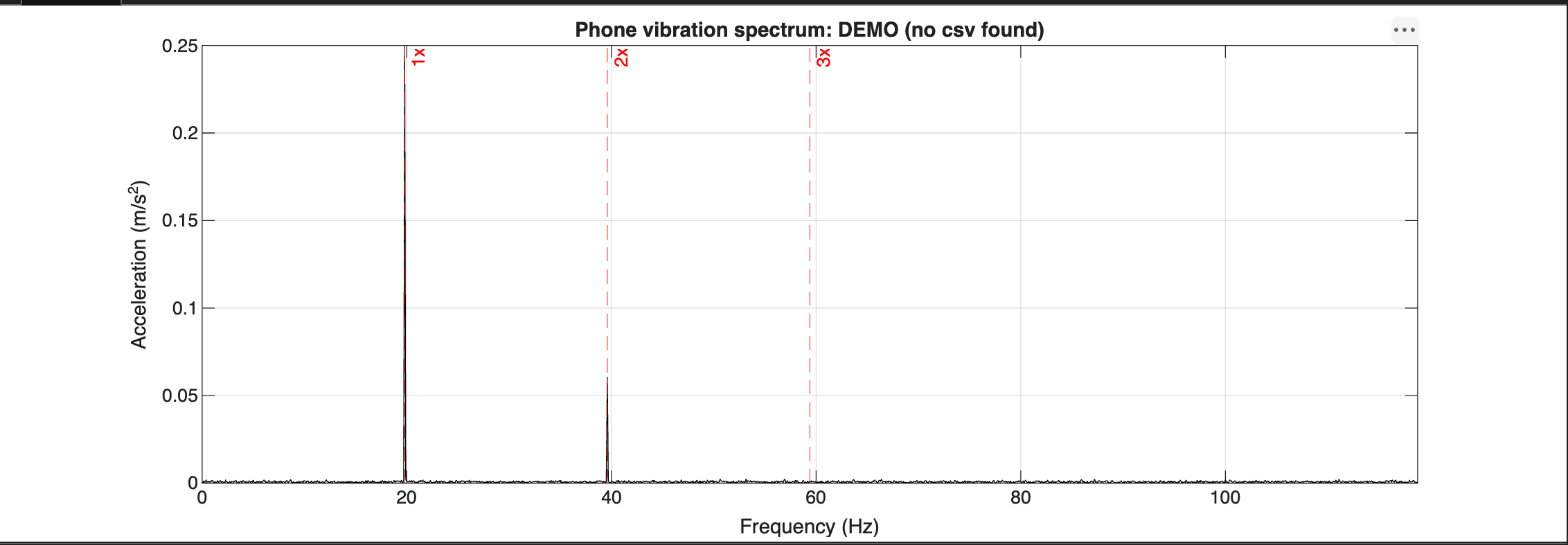 Phone vibration spectrum: DEMO (no csv found)
0.25
0.2
0.15
0.1
0.05
0
Acceleration (m/s²)
1x
2x
3x
0 20 40 60 80 100
Frequency (Hz)